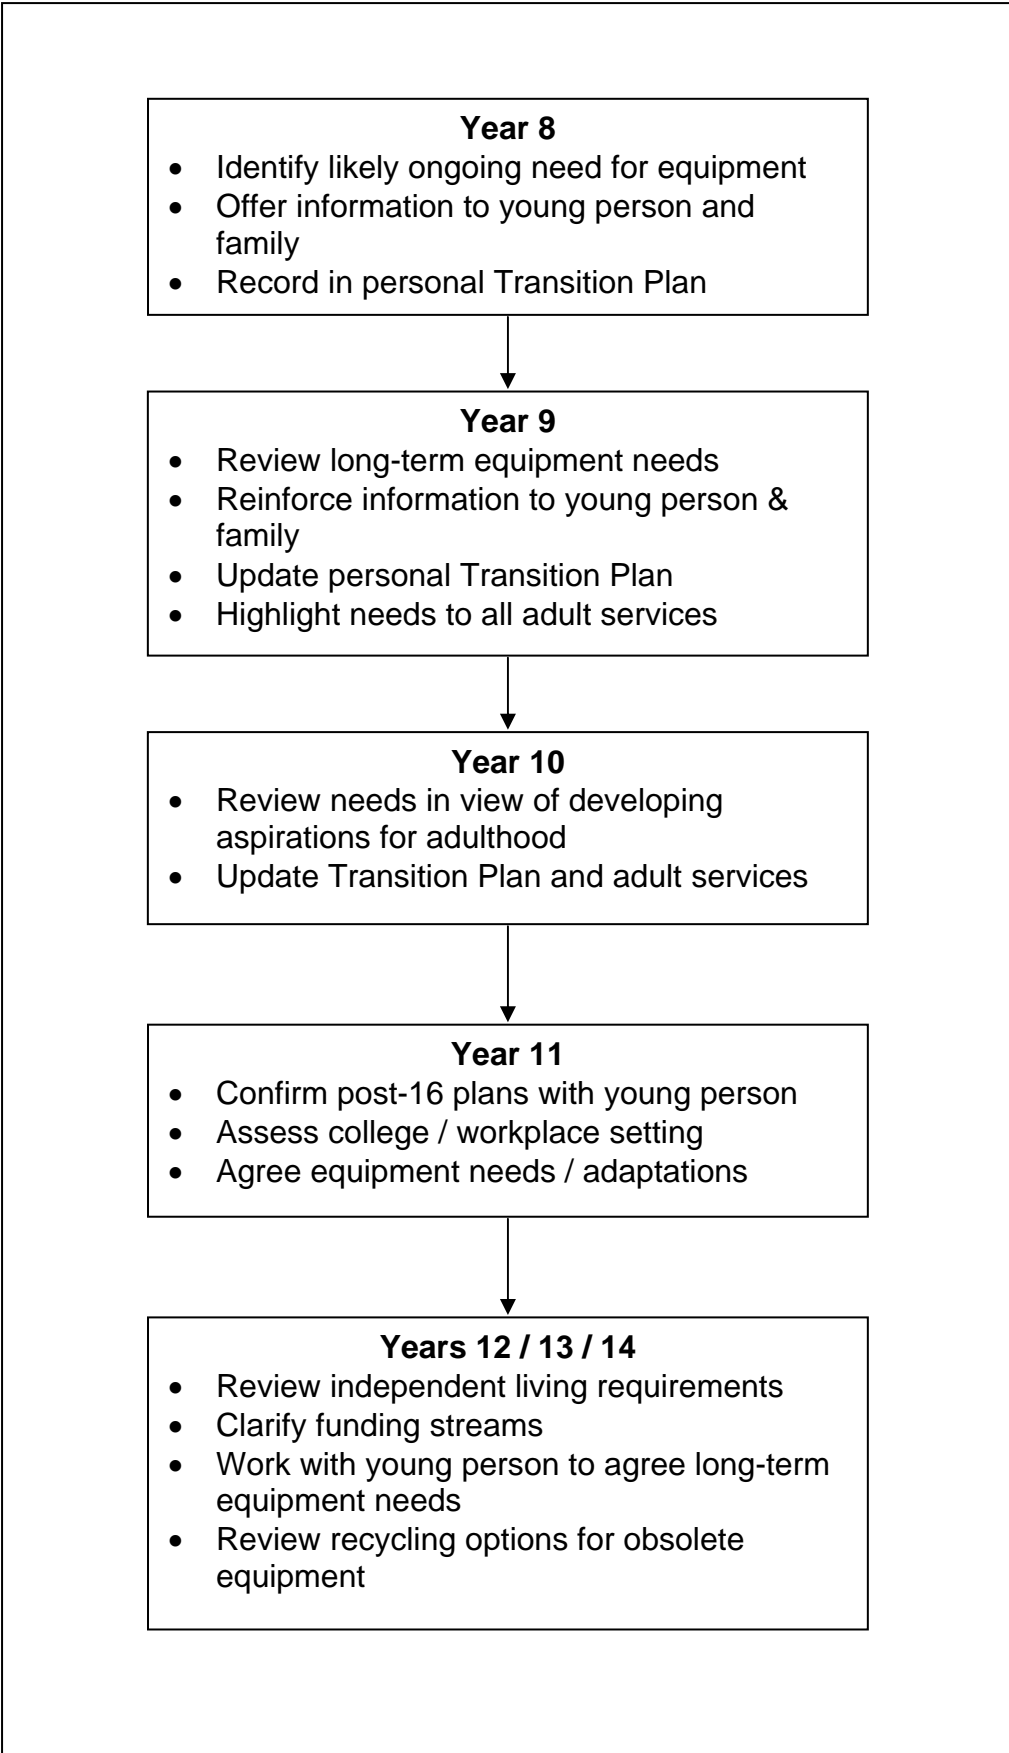 Year 8
• Identify likely ongoing need for equipment
• Offer information to young person and
family
• Record in personal Transition Plan
Year 9
• Review long-term equipment needs
• Reinforce information to young person &
family
• Update personal Transition Plan
• Highlight needs to all adult services
Year 10
• Review needs in view of developing
aspirations for adulthood
• Update Transition Plan and adult services
Year 11
• Confirm post-16 plans with young person
• Assess college / workplace setting
• Agree equipment needs / adaptations
Years 12 / 13 / 14
• Review independent living requirements
• Clarify funding streams
• Work with young person to agree long-term
equipment needs
• Review recycling options for obsolete
equipment